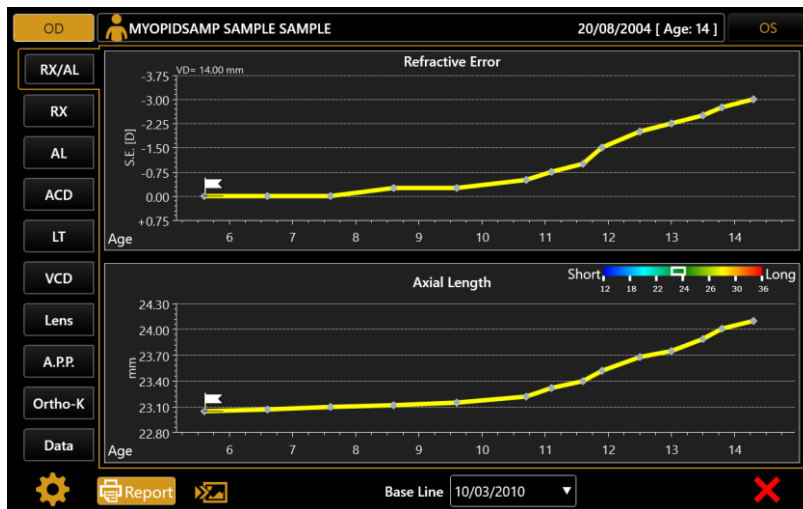 OD
MYOPIDSAMP SAMPLE SAMPLE
20/08/2004 [ Age: 14 ]
OS
RX/AL
RX
AL
ACD
LT
VCD
Lens
A.P.P.
Ortho-K
Data
Refractive Error
VD= 14.00 mm
-3.75
-3.00
-2.25
-1.50
-0.75
0.00
+0.75
S.E. [D]
Age 6 7 8 9 10 11 12 13 14
Axial Length
Short Long
12 18 22 24 26 30 36
24.30
24.00
23.70
23.40
23.10
22.80
mm
Age 6 7 8 9 10 11 12 13 14
Report
Base Line 10/03/2010